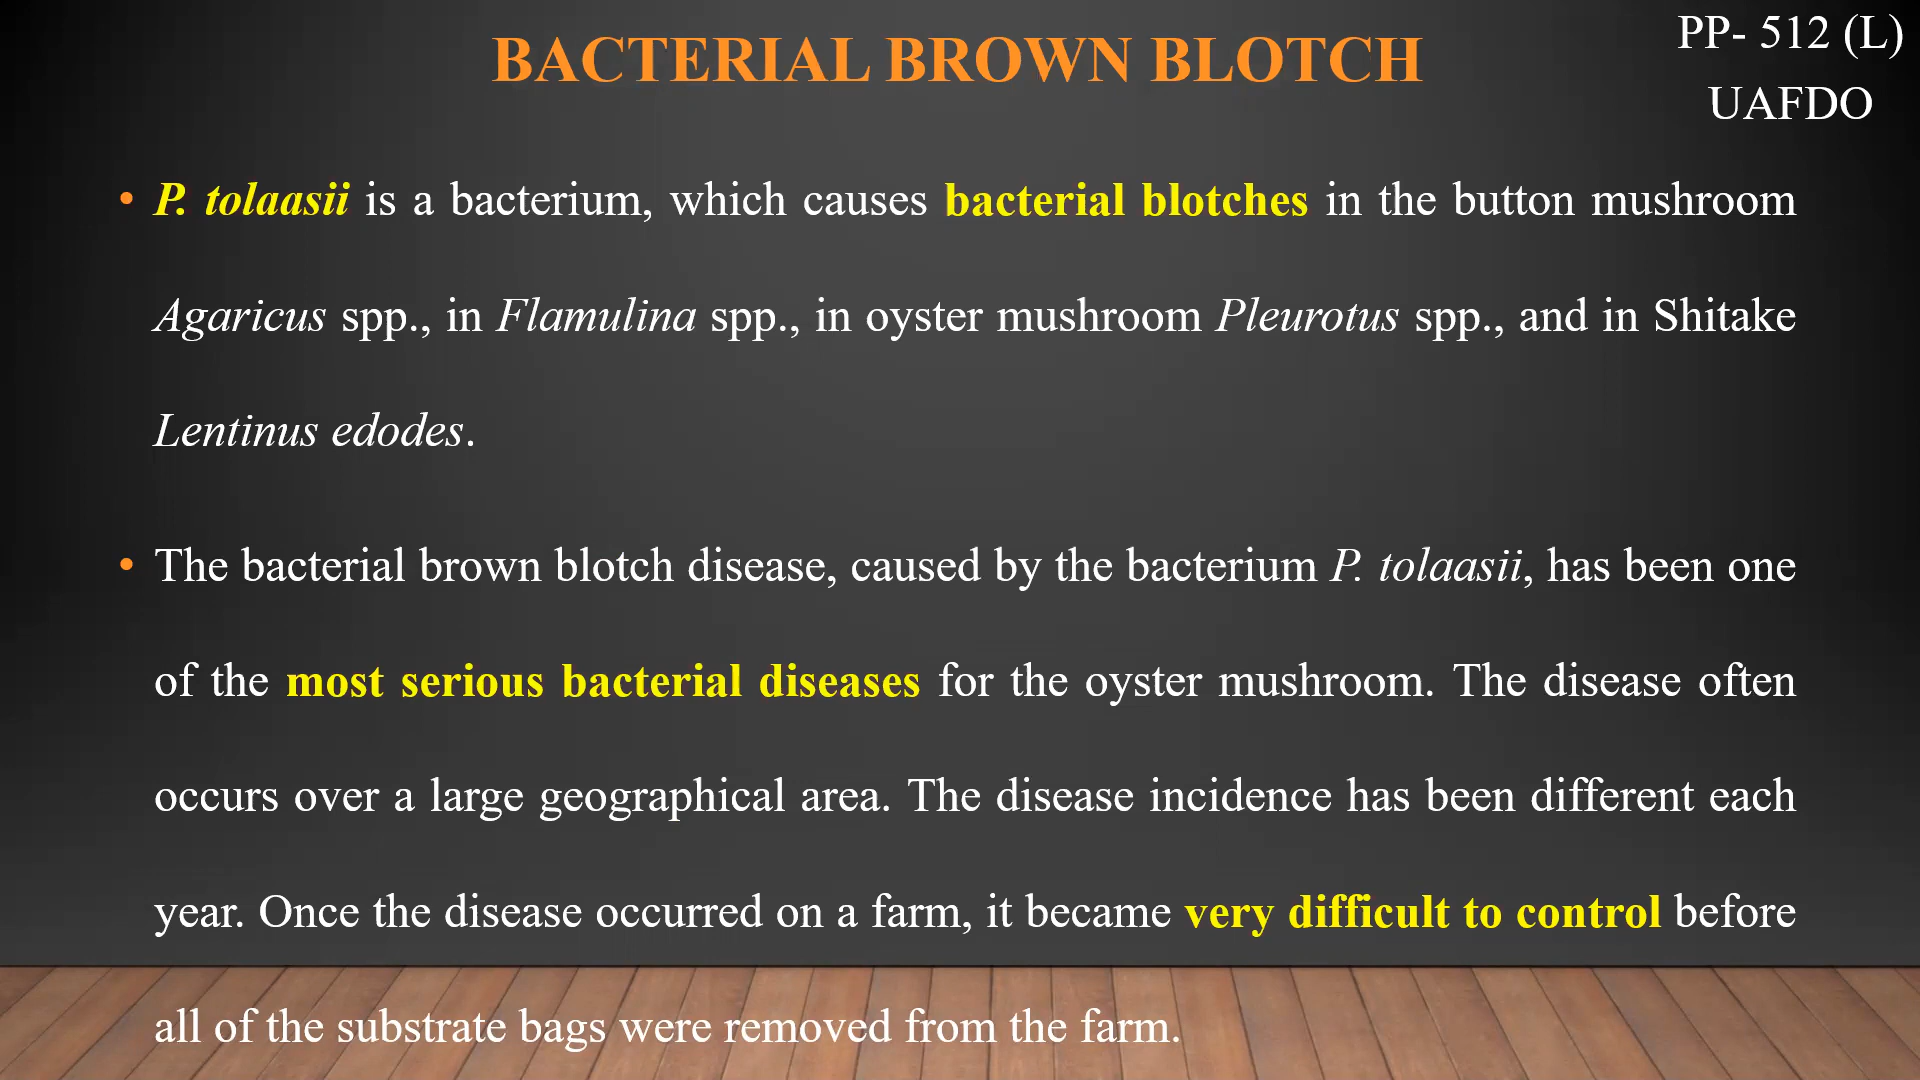 BACTERIAL BROWN BLOTCH
PP- 512 (L)
UAFDO
• P. tolaasii is a bacterium, which causes bacterial blotches in the button mushroom
Agaricus spp., in Flamulina spp., in oyster mushroom Pleurotus spp., and in Shitake
Lentinus edodes.
• The bacterial brown blotch disease, caused by the bacterium P. tolaasii, has been one
of the most serious bacterial diseases for the oyster mushroom. The disease often
occurs over a large geographical area. The disease incidence has been different each
year. Once the disease occurred on a farm, it became very difficult to control before
all of the substrate bags were removed from the farm.